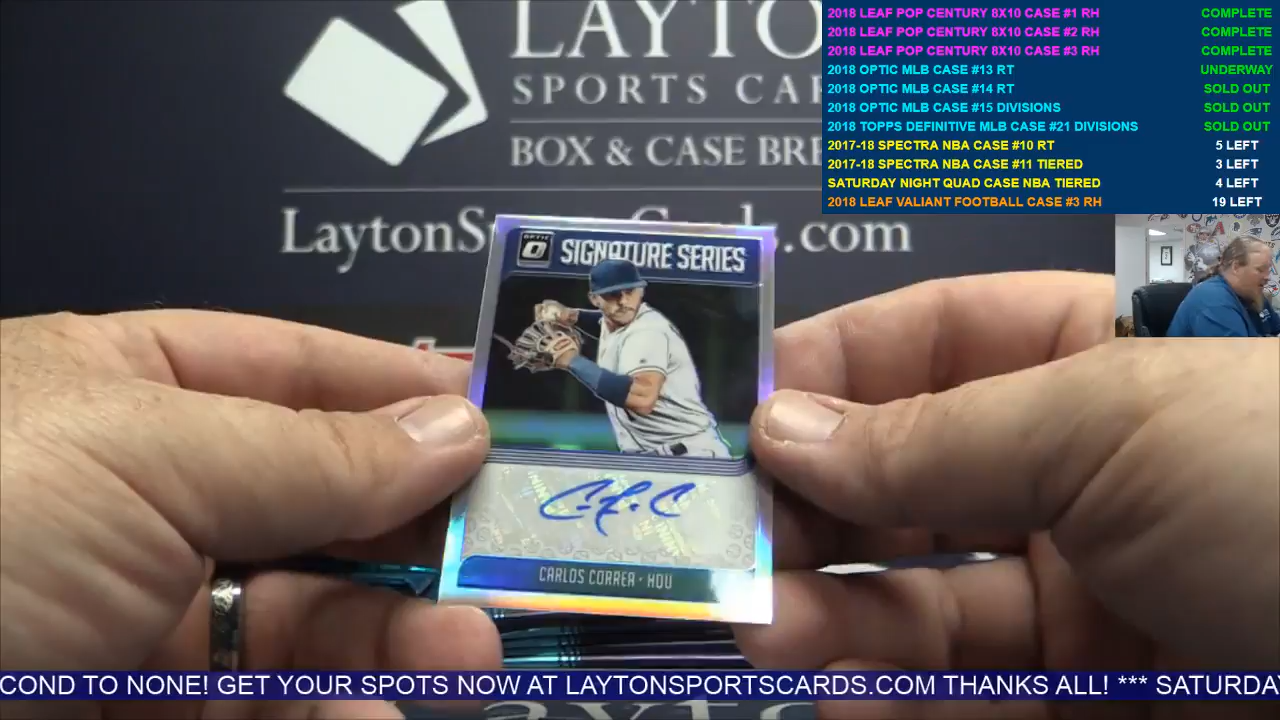 LAYTO
SPORTS CAR
BOX & CASE BRE
LaytonS
s.com
2018 LEAF POP CENTURY 8X10 CASE #1 RH COMPLETE
2018 LEAF POP CENTURY 8X10 CASE #2 RH COMPLETE
2018 LEAF POP CENTURY 8X10 CASE #3 RH COMPLETE
2018 OPTIC MLB CASE #13 RT UNDERWAY
2018 OPTIC MLB CASE #14 RT SOLD OUT
2018 OPTIC MLB CASE #15 DIVISIONS SOLD OUT
2018 TOPPS DEFINITIVE MLB CASE #21 DIVISIONS SOLD OUT
2017-18 SPECTRA NBA CASE #10 RT 5 LEFT
2017-18 SPECTRA NBA CASE #11 TIERED 3 LEFT
SATURDAY NIGHT QUAD CASE NBA TIERED 4 LEFT
2018 LEAF VALIANT FOOTBALL CASE #3 RH 19 LEFT
OPTIC
SIGNATURE SERIES
CARLOS CORREA • HOU
COND TO NONE! GET YOUR SPOTS NOW AT LAYTONSPORTSCARDS.COM THANKS ALL! *** SATURDA